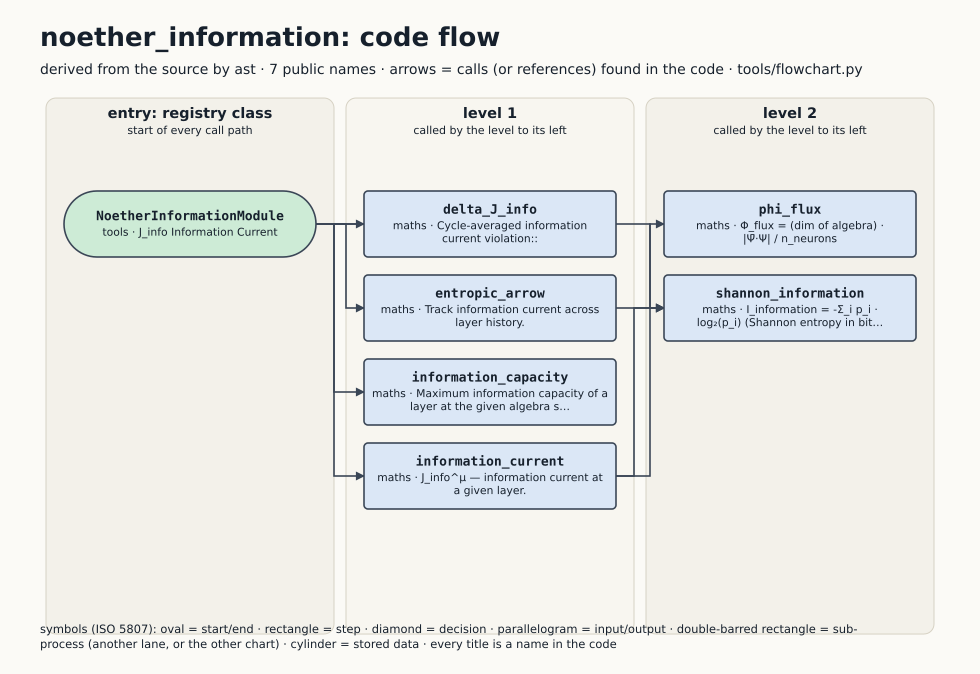 noether_information: code flow
derived from the source by ast · 7 public names · arrows = calls (or references) found in the code · tools/flowchart.py
entry: registry class
start of every call path
NoetherInformationModule
tools · J_info Information Current
level 1
called by the level to its left
delta_J_info
maths · Cycle-averaged information
current violation::
entropic_arrow
maths · Track information current across
layer history.
information_capacity
maths · Maximum information capacity of a
layer at the given algebra s…
information_current
maths · J_info^μ — information current at
a given layer.
level 2
called by the level to its left
phi_flux
maths · Φ_flux = (dim of algebra) ·
|Ψ̄·Ψ| / n_neurons
shannon_information
maths · I_information = -Σ_i p_i ·
log₂(p_i) (Shannon entropy in bit…
symbols (ISO 5807): oval = start/end · rectangle = step · diamond = decision · parallelogram = input/output · double-barred rectangle = sub-
process (another lane, or the other chart) · cylinder = stored data · every title is a name in the code